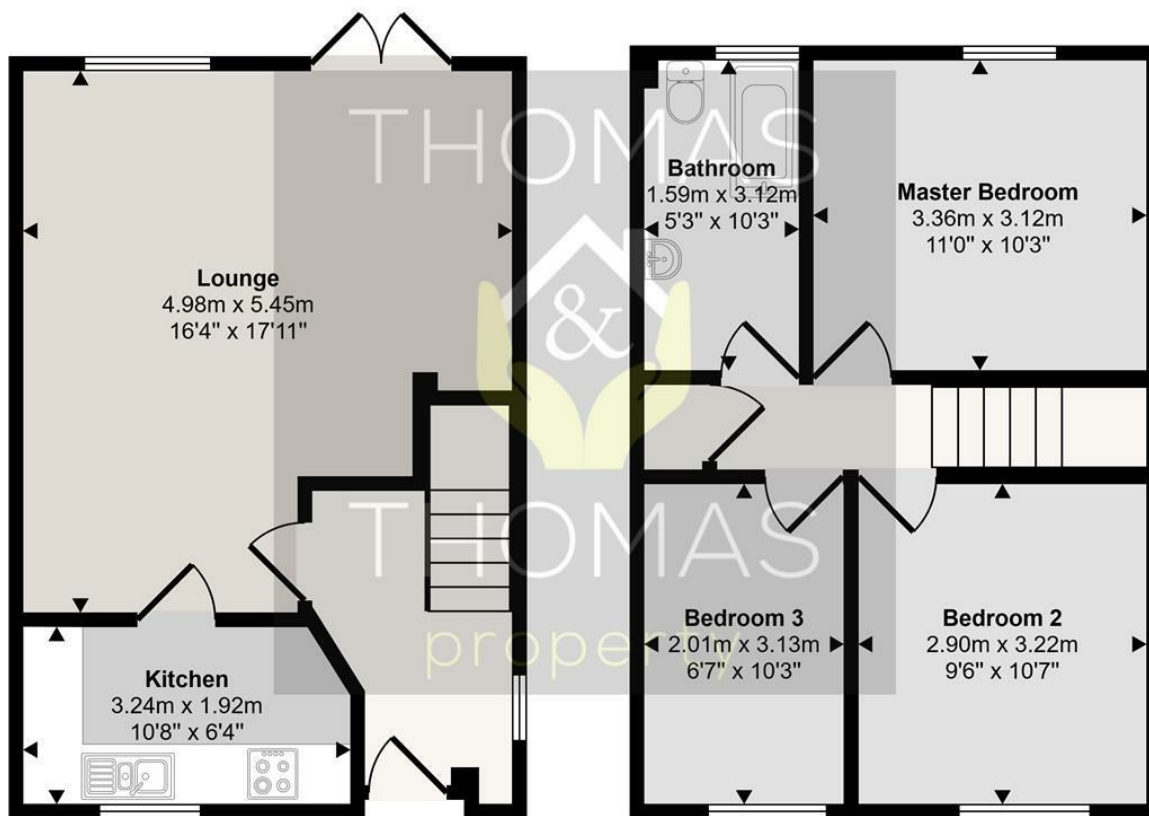 THOMAS
&
THOMAS
property
Lounge
4.98m x 5.45m
16'4" x 17'11"
Kitchen
3.24m x 1.92m
10'8" x 6'4"
Bathroom
1.59m x 3.12m
5'3" x 10'3"
Master Bedroom
3.36m x 3.12m
11'0" x 10'3"
Bedroom 3
2.01m x 3.13m
6'7" x 10'3"
Bedroom 2
2.90m x 3.22m
9'6" x 10'7"